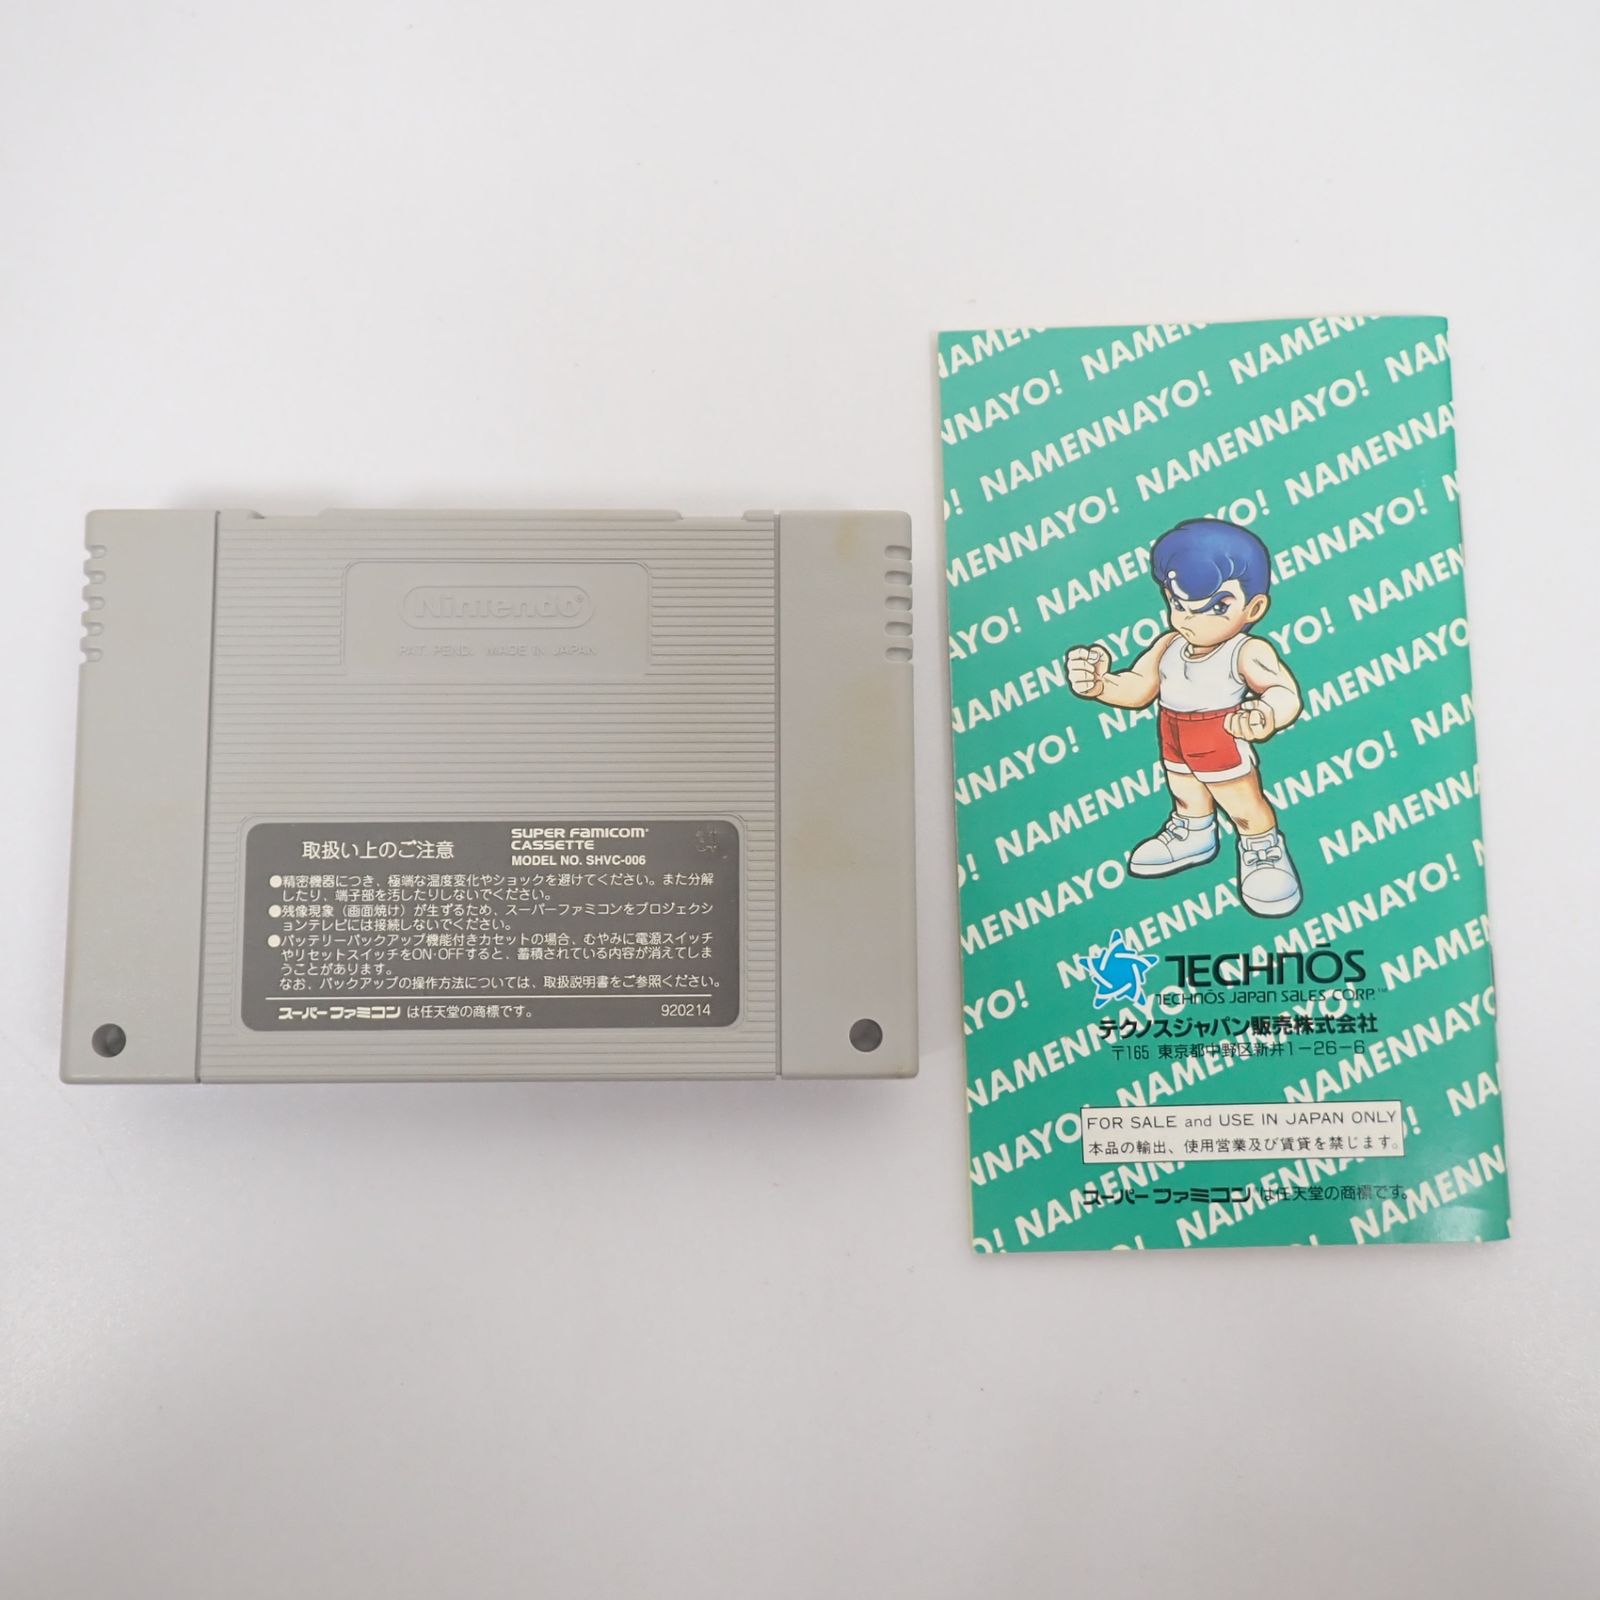 Nintendo®
PAT. PEND. MADE IN JAPAN
取扱い上のご注意
SUPER FAMICOM®
CASSETTE
MODEL NO. SHVC-006
●精密機器につき、極端な温度変化やショックを避けてください。また分解
したり、端子部を汚したりしないでください。
●残像現象（画面焼け）が生ずるため、スーパーファミコンをプロジェクシ
ョンテレビには接続しないでください。
●バッテリーバックアップ機能付きカセットの場合、むやみに電源スイッチ
やリセットスイッチをON・OFFすると、蓄積されている内容が消えてしま
うことがあります。
なお、バックアップの操作方法については、取扱説明書をご参照ください。
スーパーファミコンは任天堂の商標です。
920214
NAMENNAYO! NAMENNAYO! NAMENNAYO!
TECHNŌS
TECHNŌS JAPAN SALES CORP.™
テクノスジャパン販売株式会社
〒165 東京都中野区新井1-26-6
FOR SALE and USE IN JAPAN ONLY
本品の輸出、使用営業及び賃貸を禁じます。
スーパーファミコンは任天堂の商標です。